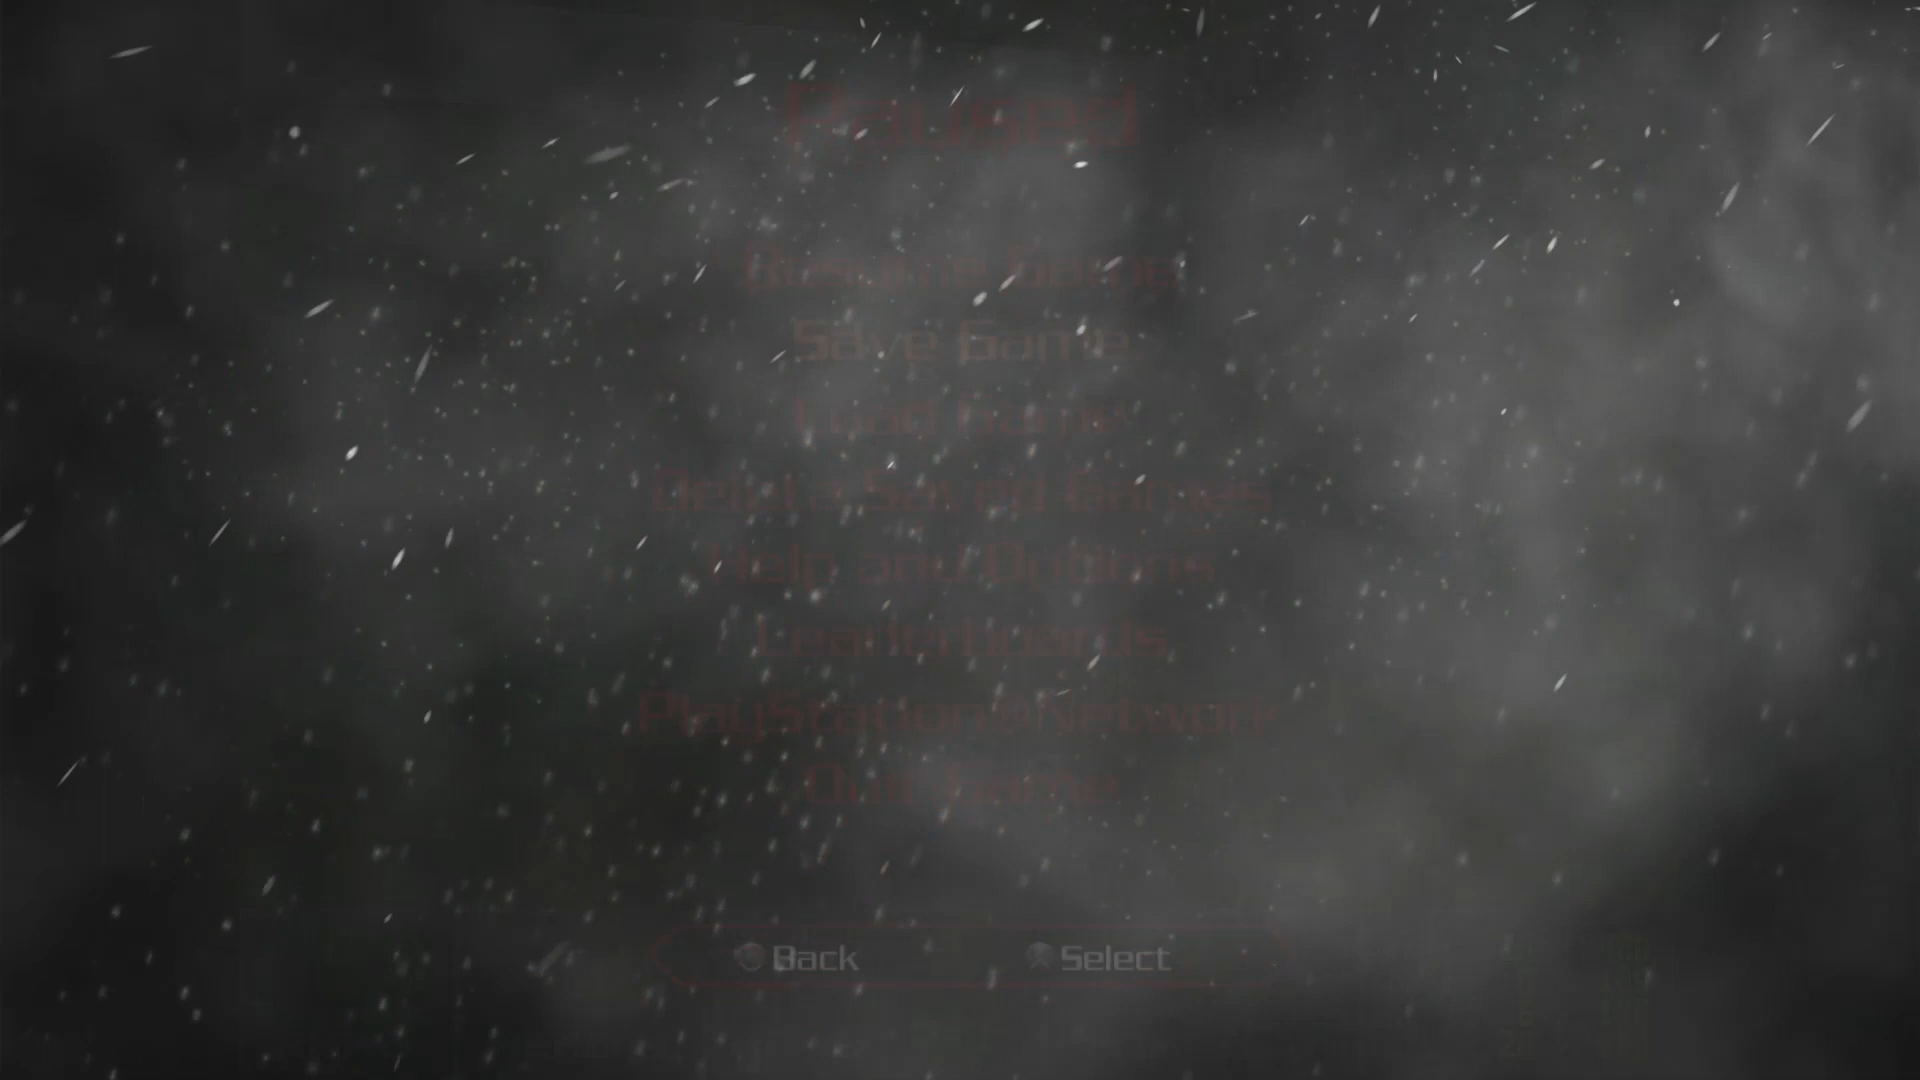 Paused
Resume Game
Save Game
Load Game
Delete Saved Games
Help and Options
Leaderboards
PlayStation®Network
Quit Game
Back Select